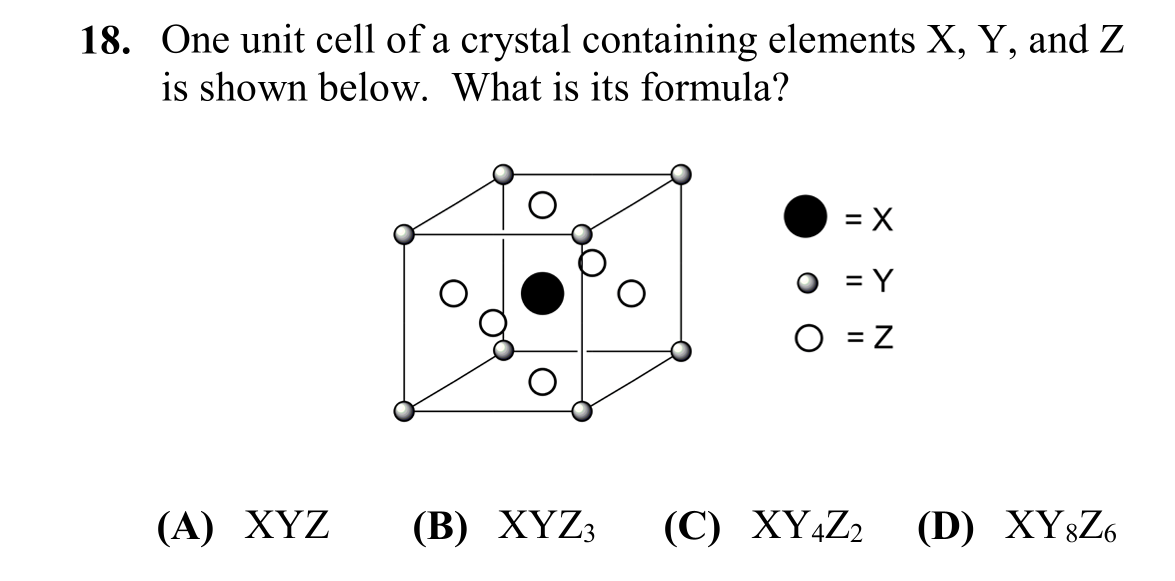 18. One unit cell of a crystal containing elements X, Y, and Z
is shown below. What is its formula?
= X
= Y
= Z
(A) XYZ (B) XYZ₃ (C) XY₄Z₂ (D) XY₈Z₆